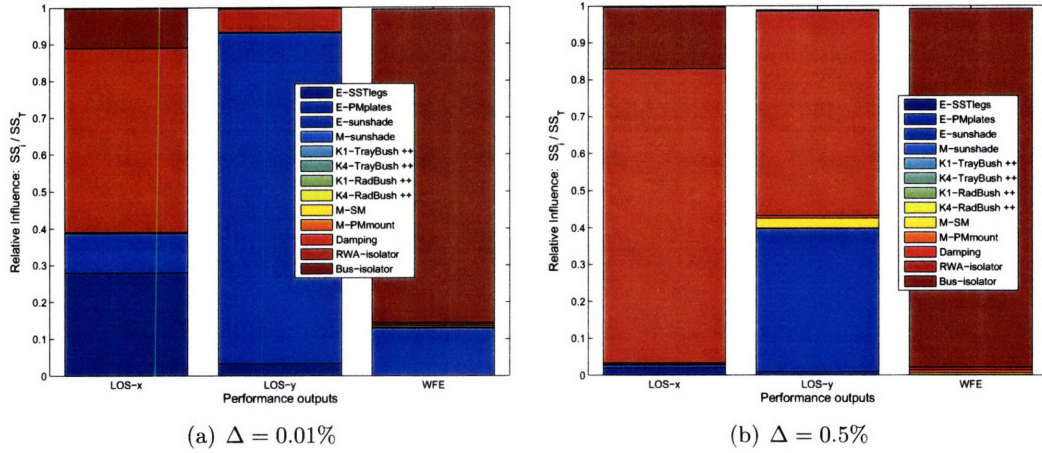 1
0.9
0.8
0.7
0.6
0.5
0.4
0.3
0.2
0.1
0
Relative Influence: SS_i / SS_T
E-SSTlegs
E-PMplates
E-sunshade
M-sunshade
K1-TrayBush ++
K4-TrayBush ++
K1-RadBush ++
K4-RadBush ++
M-SM
M-PMmount
Damping
RWA-isolator
Bus-isolator
LOS-x LOS-y WFE
Performance outputs
(a) Δ = 0.01%
1
0.9
0.8
0.7
0.6
0.5
0.4
0.3
0.2
0.1
0
Relative Influence: SS_i / SS_T
E-SSTlegs
E-PMplates
E-sunshade
M-sunshade
K1-TrayBush ++
K4-TrayBush ++
K1-RadBush ++
K4-RadBush ++
M-SM
M-PMmount
Damping
RWA-isolator
Bus-isolator
LOS-x LOS-y WFE
Performance outputs
(b) Δ = 0.5%